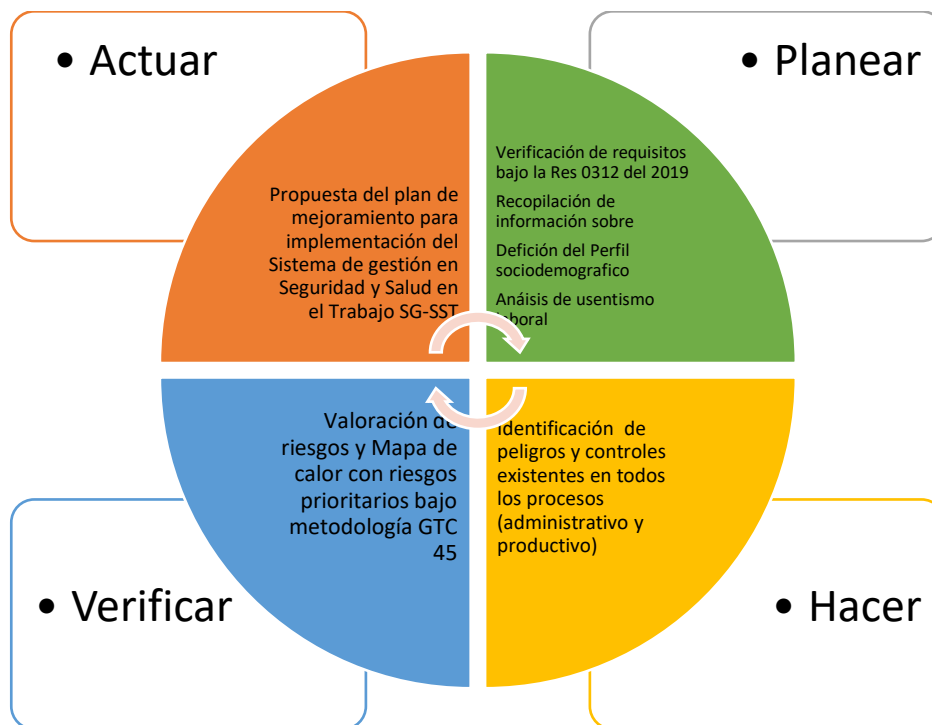 • Actuar
• Planear
Propuesta del plan de
mejoramiento para
implementación del
Sistema de gestión en
Seguridad y Salud en
el Trabajo SG-SST
Verificación de requisitos
bajo la Res 0312 del 2019
Recopilación de
información sobre
Defición del Perfil
sociodemografico
Anáisis de usentismo
laboral
Valoración de
riesgos y Mapa de
calor con riesgos
prioritarios bajo
metodología GTC
45
Identificación de
peligros y controles
existentes en todos
los procesos
(administrativo y
productivo)
• Verificar
• Hacer